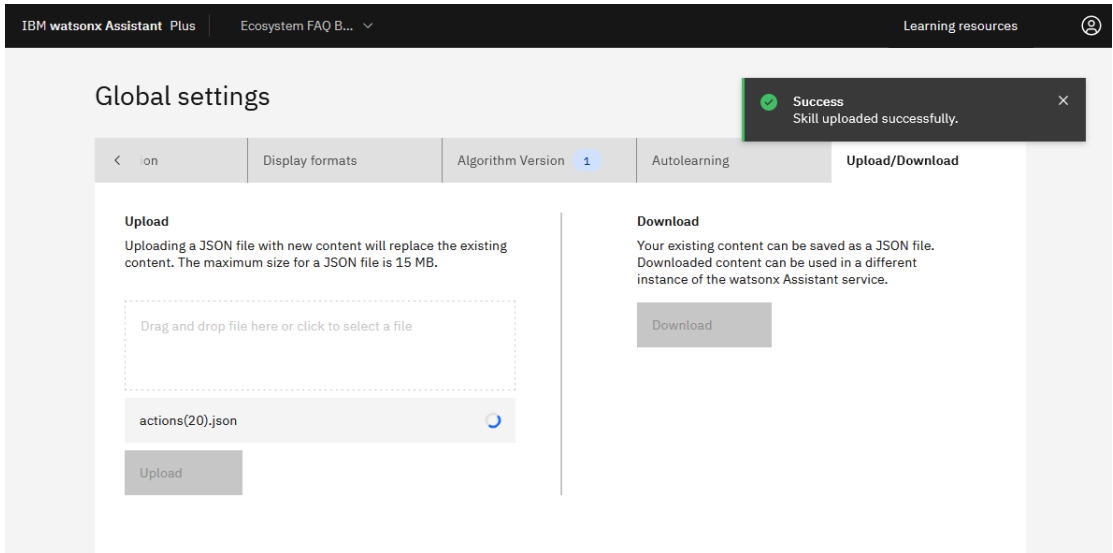 IBM watsonx Assistant Plus
Ecosystem FAQ B...
Learning resources
Global settings
Success
Skill uploaded successfully.
ion
Display formats
Algorithm Version 1
Autolearning
Upload/Download
Upload
Uploading a JSON file with new content will replace the existing
content. The maximum size for a JSON file is 15 MB.
Drag and drop file here or click to select a file
actions(20).json
Upload
Download
Your existing content can be saved as a JSON file.
Downloaded content can be used in a different
instance of the watsonx Assistant service.
Download